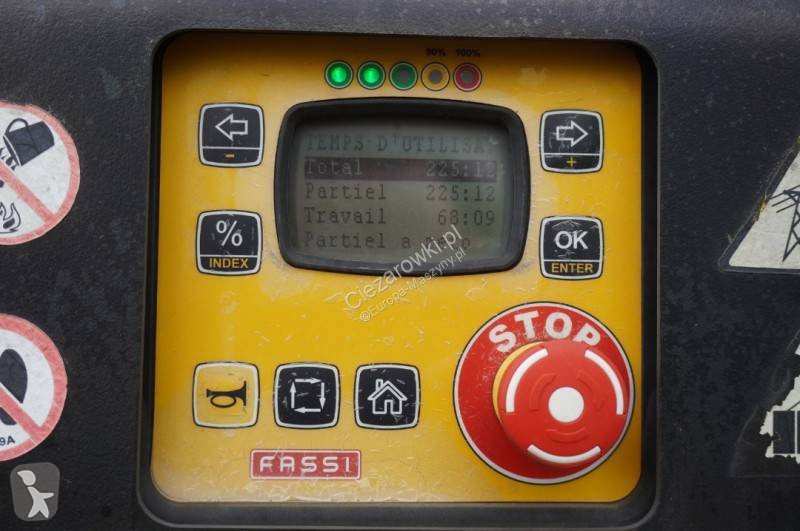 90% 100%
TEMPS D'UTILISA
Total 225:12
Partiel 225:12
Travail 68:09
Partiel a
-
+
%
INDEX
OK
ENTER
Ciezarowki.pl
©Europa-Maszyny.pl
STOP
FASSI
9A